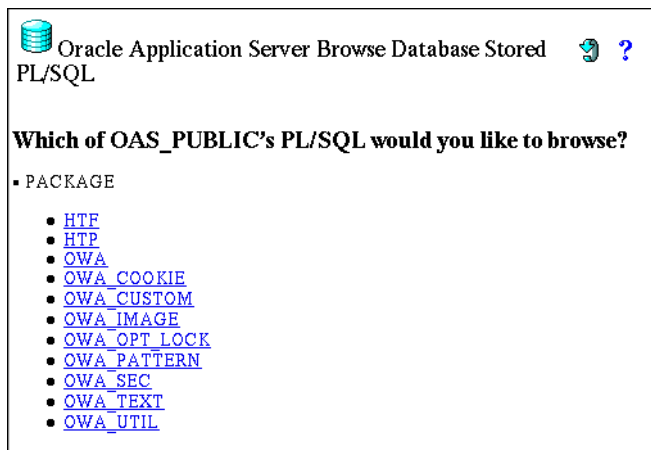 Oracle Application Server Browse Database Stored ?
PL/SQL
Which of OAS_PUBLIC's PL/SQL would you like to browse?
PACKAGE
HTF
HTP
OWA
OWA_COOKIE
OWA_CUSTOM
OWA_IMAGE
OWA_OPT_LOCK
OWA_PATTERN
OWA_SEC
OWA_TEXT
OWA_UTIL